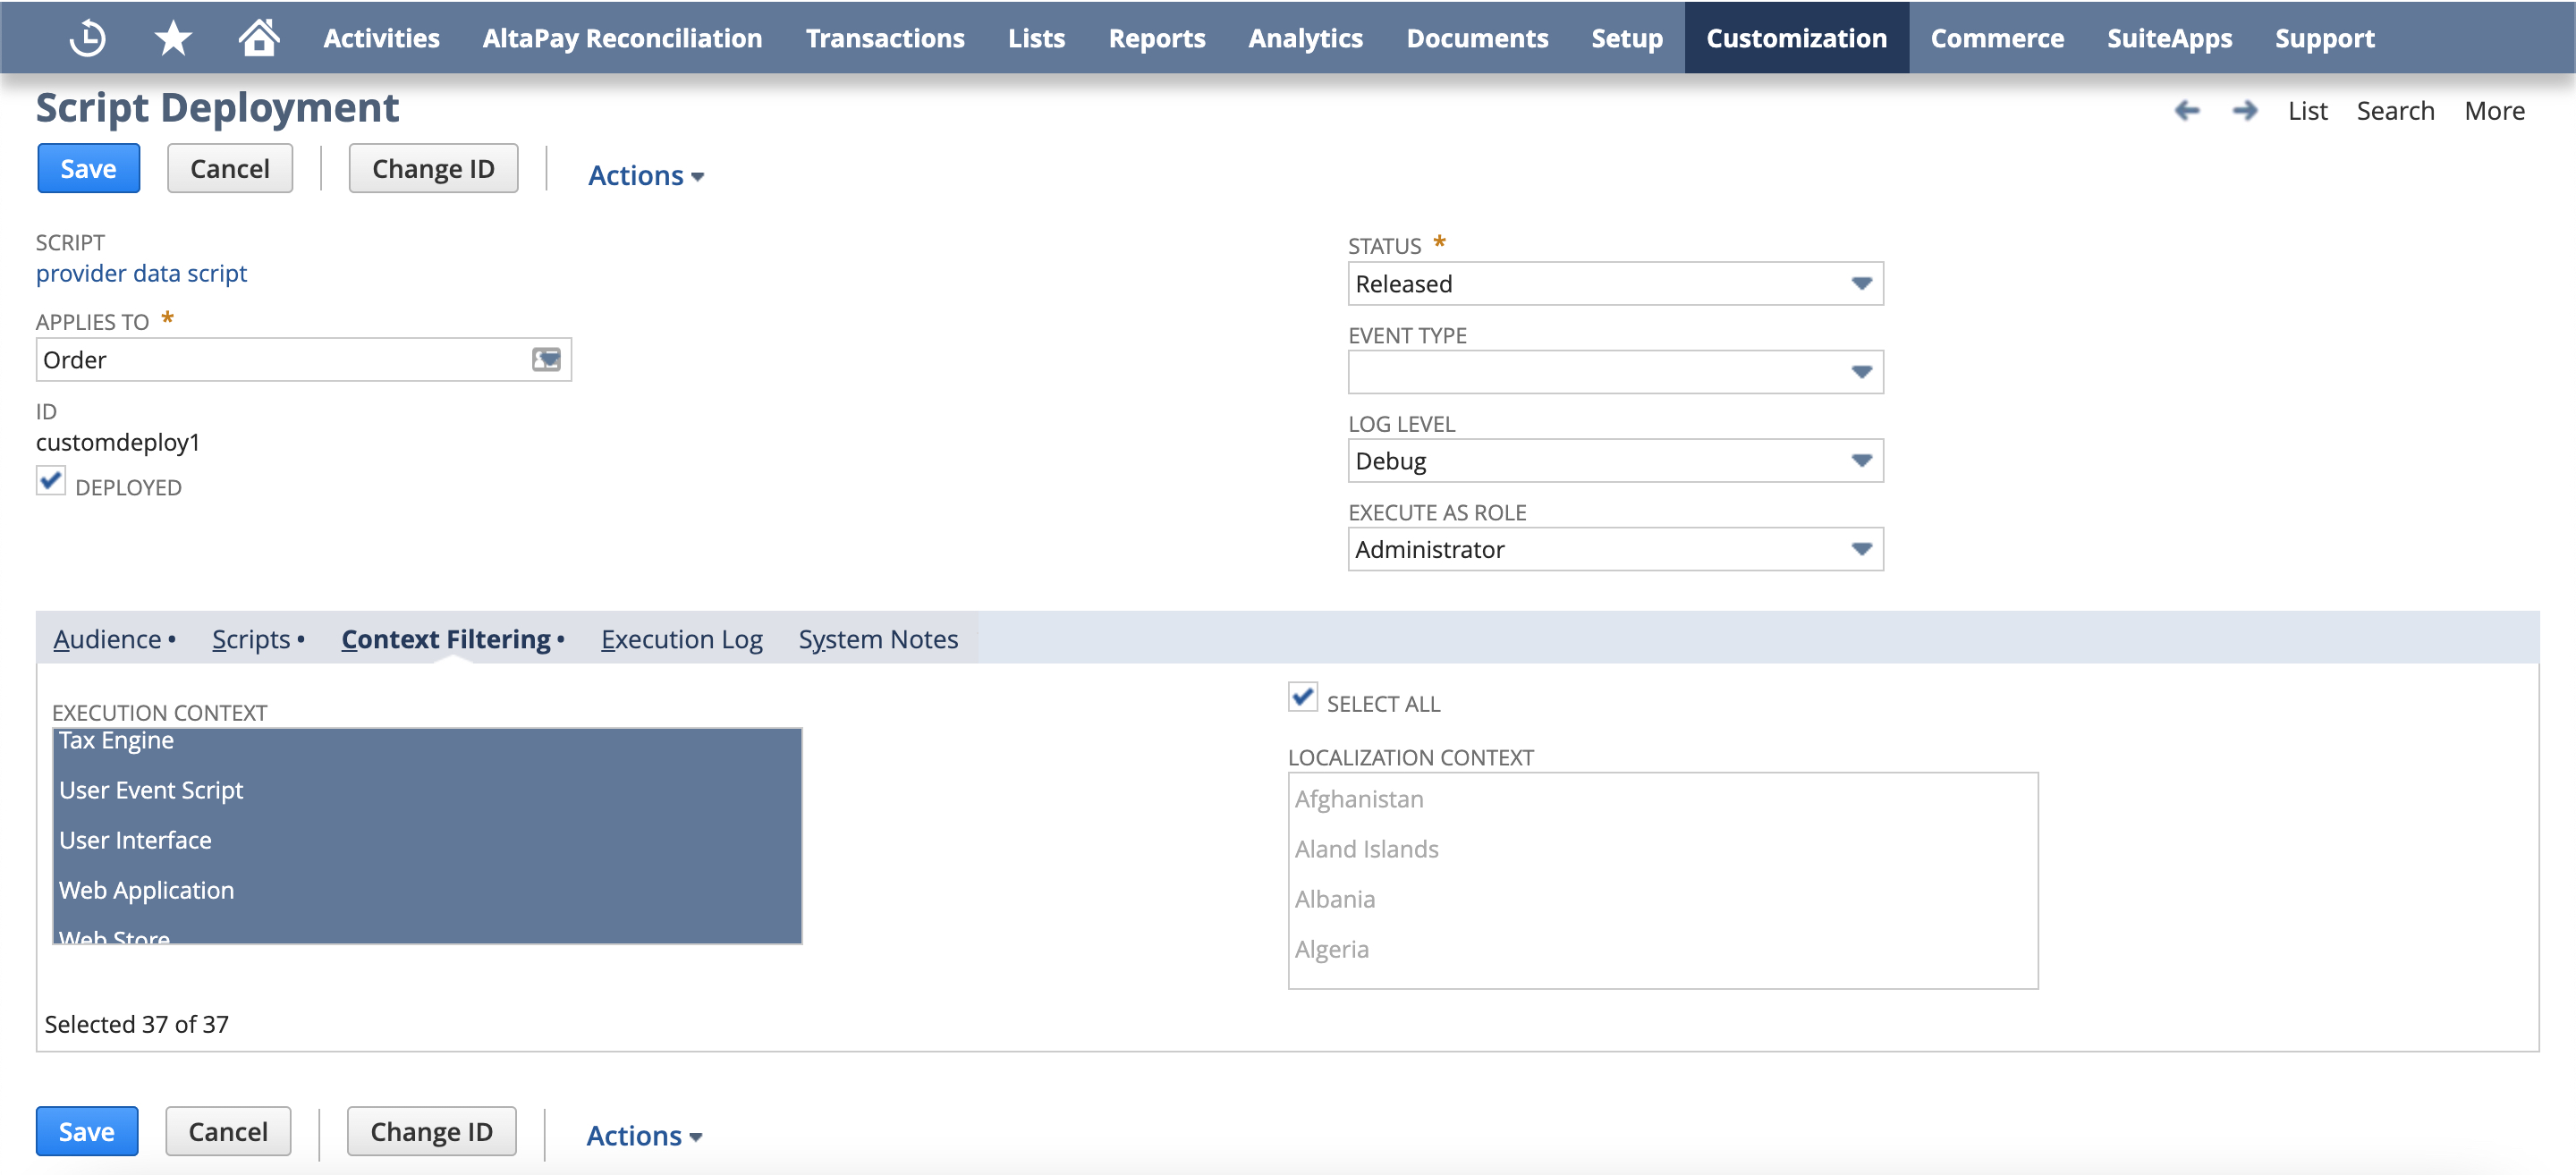 Activities AltaPay Reconciliation Transactions Lists Reports Analytics Documents Setup Customization Commerce SuiteApps Support
Script Deployment
List Search More
Save Cancel Change ID Actions
SCRIPT
provider data script
APPLIES TO *
Order
ID
customdeploy1
DEPLOYED
STATUS *
Released
EVENT TYPE
LOG LEVEL
Debug
EXECUTE AS ROLE
Administrator
Audience • Scripts • Context Filtering • Execution Log System Notes
EXECUTION CONTEXT
Tax Engine
User Event Script
User Interface
Web Application
Web Store
Selected 37 of 37
SELECT ALL
LOCALIZATION CONTEXT
Afghanistan
Aland Islands
Albania
Algeria
Save Cancel Change ID Actions